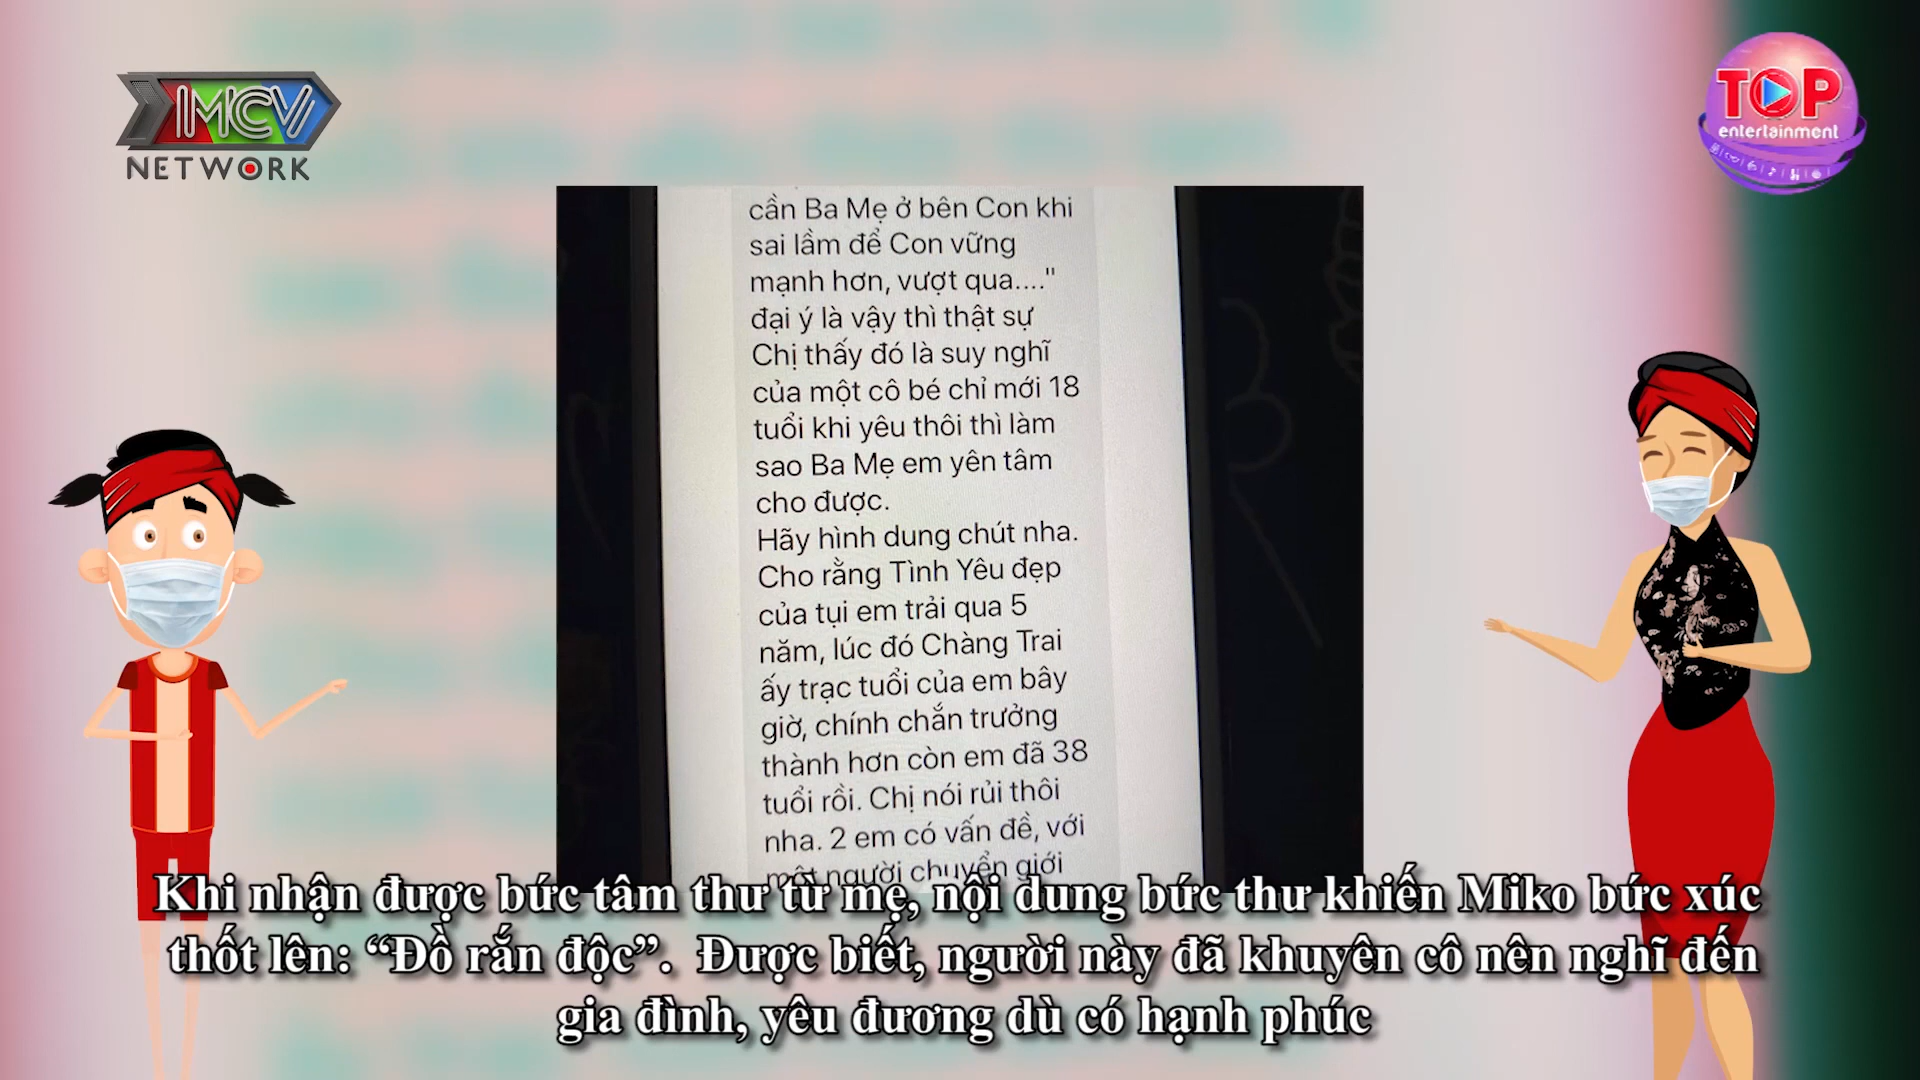 MCV
NETWORK
TOP
entertainment
cần Ba Mẹ ở bên Con khi
sai lầm để Con vững
mạnh hơn, vượt qua...."
đại ý là vậy thì thật sự
Chị thấy đó là suy nghĩ
của một cô bé chỉ mới 18
tuổi khi yêu thôi thì làm
sao Ba Mẹ em yên tâm
cho được.
Hãy hình dung chút nha.
Cho rằng Tình Yêu đẹp
của tụi em trải qua 5
năm, lúc đó Chàng Trai
ấy trạc tuổi của em bây
giờ, chính chắn trưởng
thành hơn còn em đã 38
tuổi rồi. Chị nói rủi thôi
nha. 2 em có vấn đề, với
một người chuyển giới
Khi nhận được bức tâm thư từ mẹ, nội dung bức thư khiến Miko bức xúc
thốt lên: “Đồ rắn độc”. Được biết, người này đã khuyên cô nên nghĩ đến
gia đình, yêu đương dù có hạnh phúc